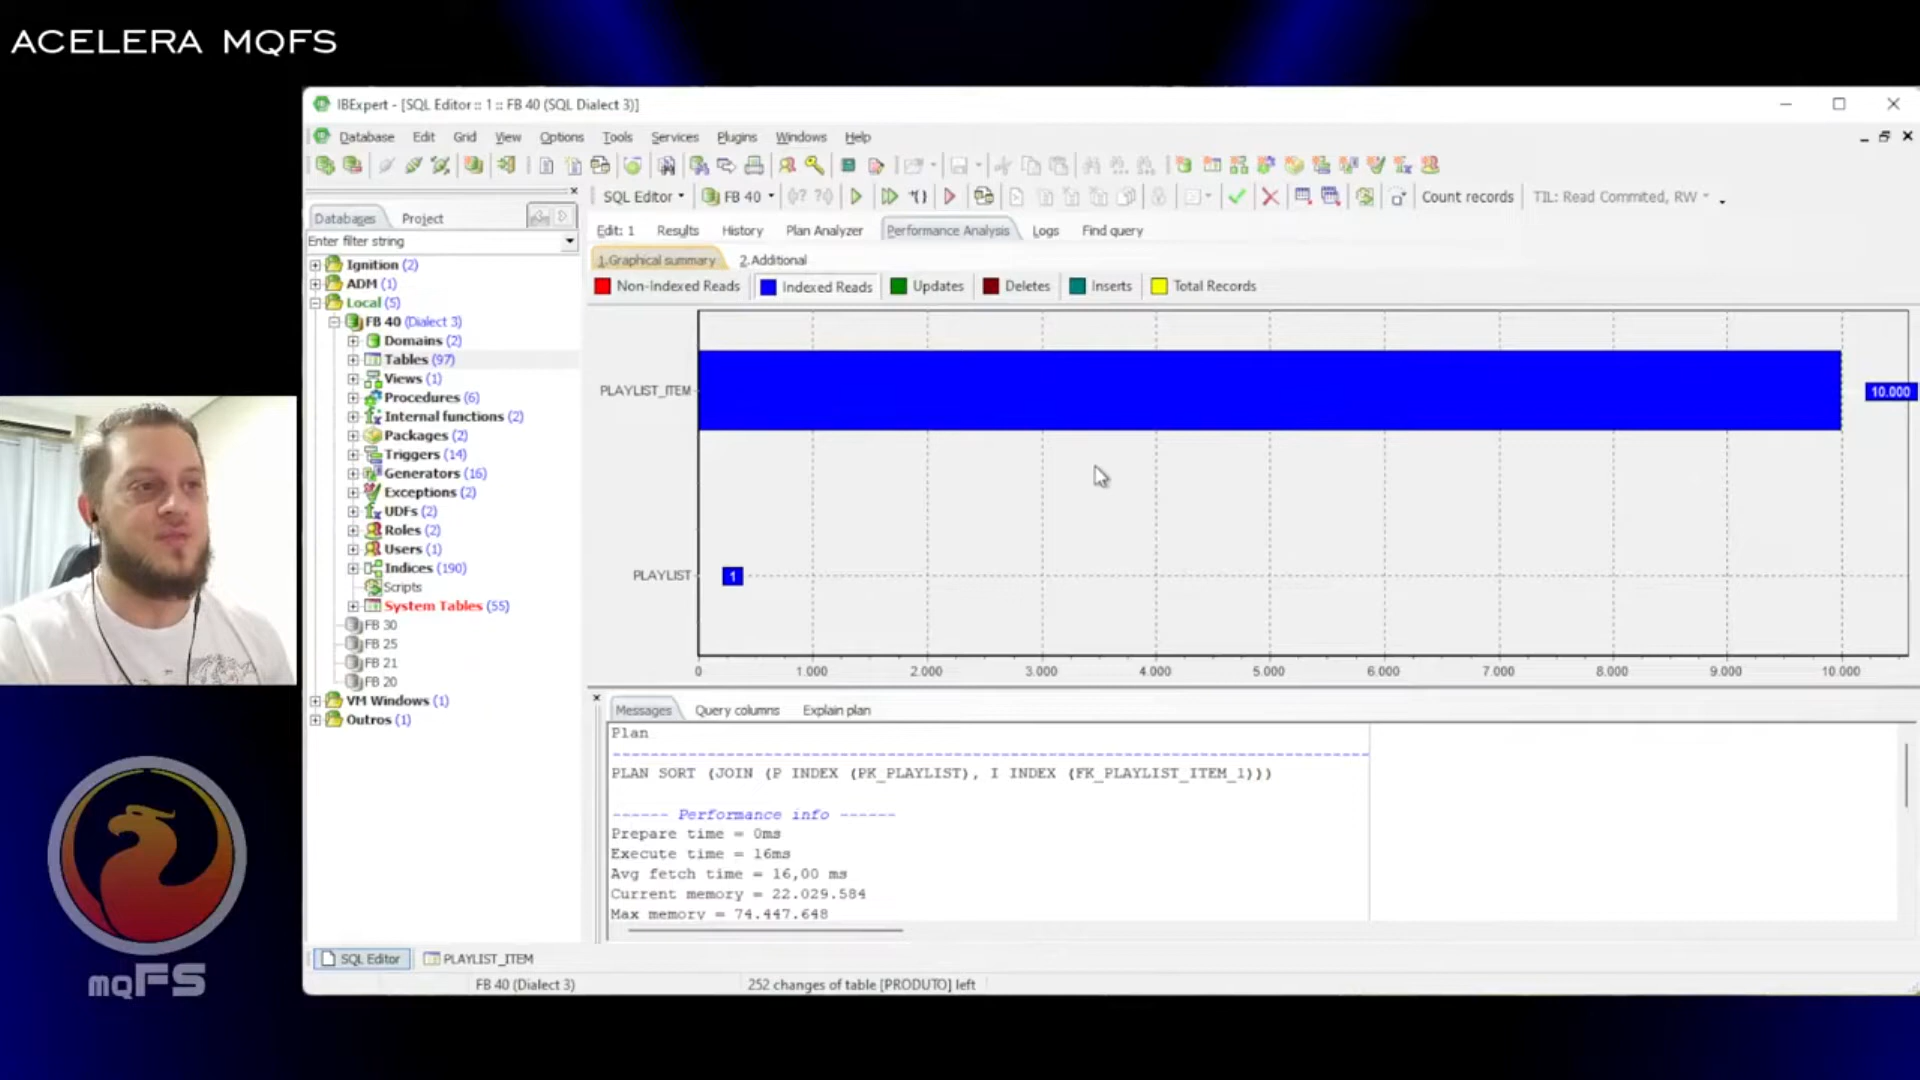 ACELERA MQFS
IBExpert - [SQL Editor :: 1 :: FB 40 (SQL Dialect 3)]
Database Edit Grid View Options Tools Services Plugins Windows Help
SQL Editor FB 40 Count records TIL: Read Commited, RW
Databases Project
Enter filter string
Ignition (2)
ADM (1)
Local (5)
FB 40 (Dialect 3)
Domains (2)
Tables (97)
Views (1)
Procedures (6)
Internal functions (2)
Packages (2)
Triggers (14)
Generators (16)
Exceptions (2)
UDFs (2)
Roles (2)
Users (1)
Indices (190)
Scripts
System Tables (55)
FB 30
FB 25
FB 21
FB 20
VM Windows (1)
Outros (1)
Edit: 1 Results History Plan Analyzer Performance Analysis Logs Find query
1.Graphical summary 2.Additional
Non-Indexed Reads Indexed Reads Updates Deletes Inserts Total Records
PLAYLIST_ITEM 10.000
PLAYLIST 1
0 1.000 2.000 3.000 4.000 5.000 6.000 7.000 8.000 9.000 10.000
Messages Query columns Explain plan
Plan
PLAN SORT (JOIN (P INDEX (PK_PLAYLIST), I INDEX (FK_PLAYLIST_ITEM_1)))
------ Performance info ------
Prepare time = 0ms
Execute time = 16ms
Avg fetch time = 16,00 ms
Current memory = 22.029.584
Max memory = 74.447.648
SQL Editor PLAYLIST_ITEM
FB 40 (Dialect 3) 252 changes of table [PRODUTO] left
mqFS